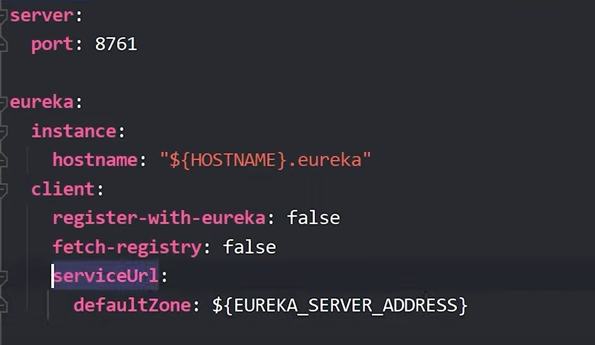 server:
port: 8761
eureka:
instance:
hostname: "${HOSTNAME}.eureka"
client:
register-with-eureka: false
fetch-registry: false
serviceUrl:
defaultZone: ${EUREKA_SERVER_ADDRESS}